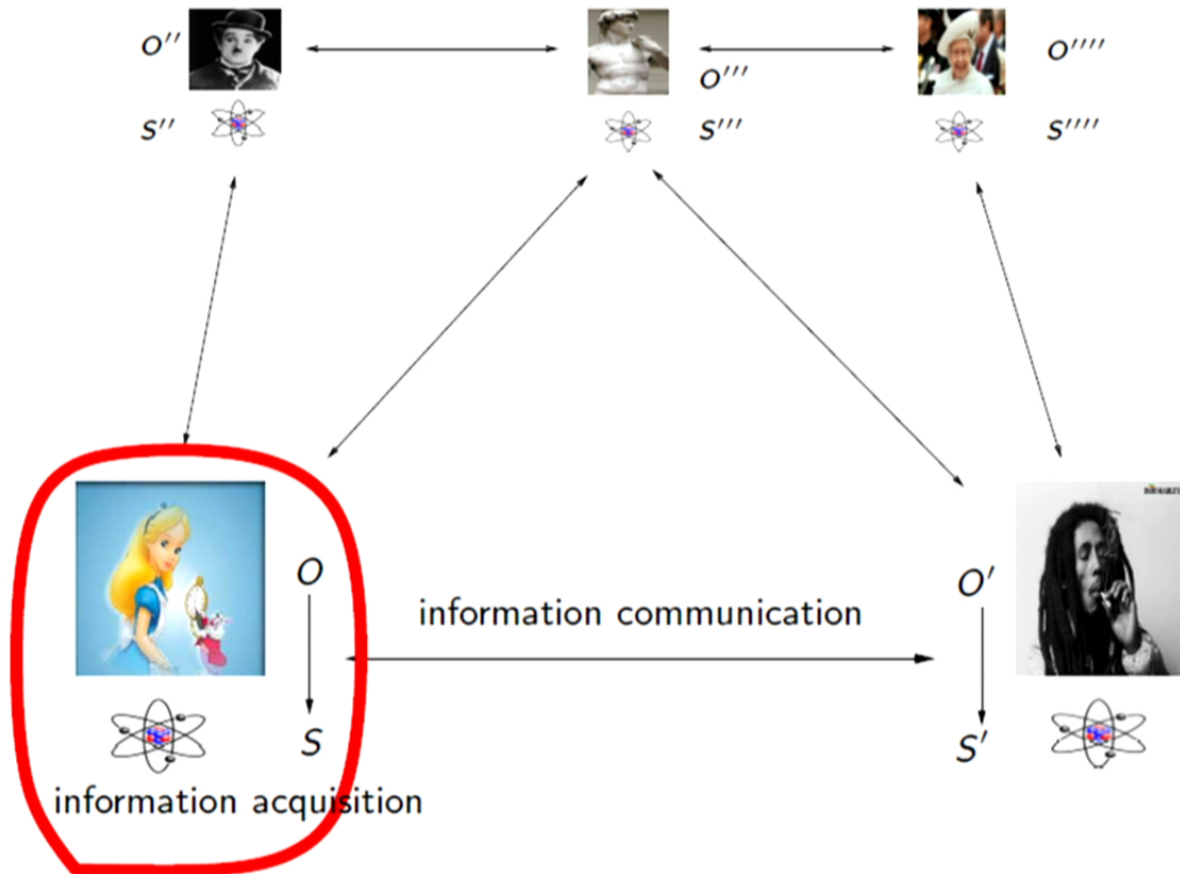 O′′
O′′′
O′′′′
S′′
S′′′
S′′′′
O
O′
information communication
S
S′
information acquisition